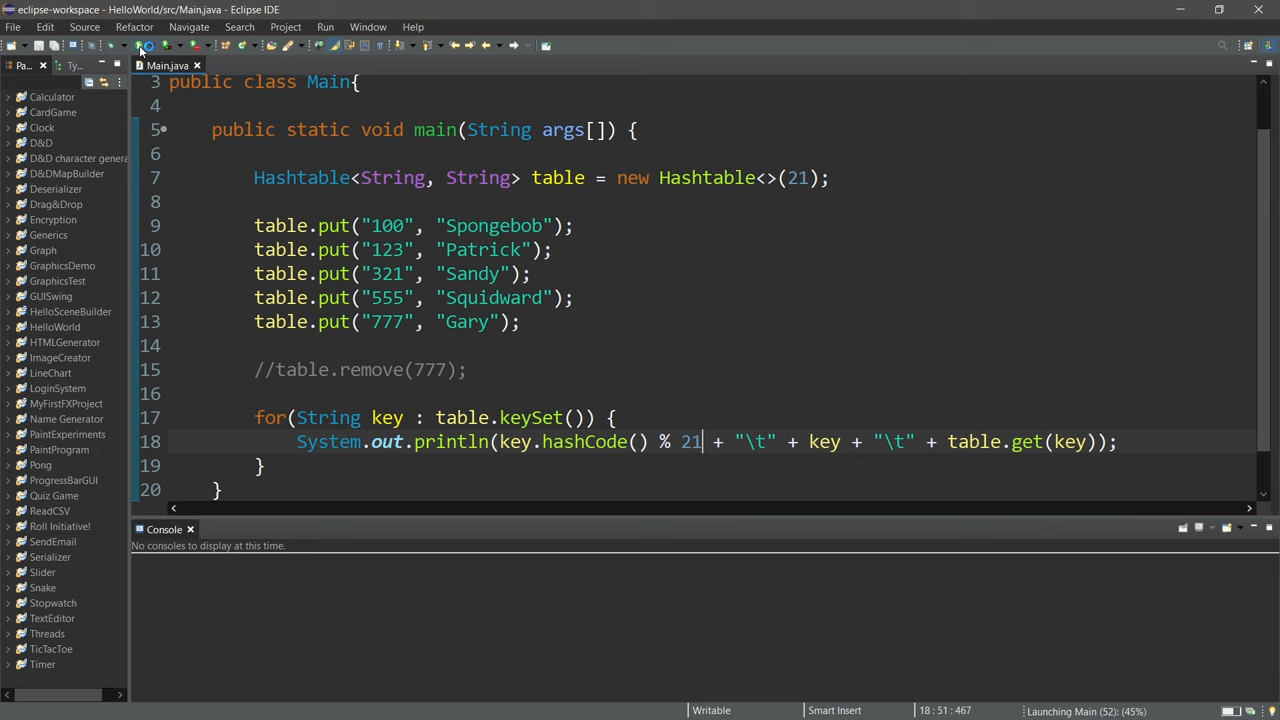 eclipse-workspace - HelloWorld/src/Main.java - Eclipse IDE
File Edit Source Refactor Navigate Search Project Run Window Help
Pa... Ty... Main.java
Calculator
CardGame
Clock
D&D
D&D character genera
D&DMapBuilder
Deserializer
Drag&Drop
Encryption
Generics
Graph
GraphicsDemo
GraphicsTest
GUISwing
HelloSceneBuilder
HelloWorld
HTMLGenerator
ImageCreator
LineChart
LoginSystem
MyFirstFXProject
Name Generator
PaintExperiments
PaintProgram
Pong
ProgressBarGUI
Quiz Game
ReadCSV
Roll Initiative!
SendEmail
Serializer
Slider
Snake
Stopwatch
TextEditor
Threads
TicTacToe
Timer
3 public class Main{
4
5 public static void main(String args[]) {
6
7 Hashtable<String, String> table = new Hashtable<>(21);
8
9 table.put("100", "Spongebob");
10 table.put("123", "Patrick");
11 table.put("321", "Sandy");
12 table.put("555", "Squidward");
13 table.put("777", "Gary");
14
15 //table.remove(777);
16
17 for(String key : table.keySet()) {
18 System.out.println(key.hashCode() % 21 + "\t" + key + "\t" + table.get(key));
19 }
20 }
Console
No consoles to display at this time.
Writable Smart Insert 18 : 51 : 467 Launching Main (52): (45%)